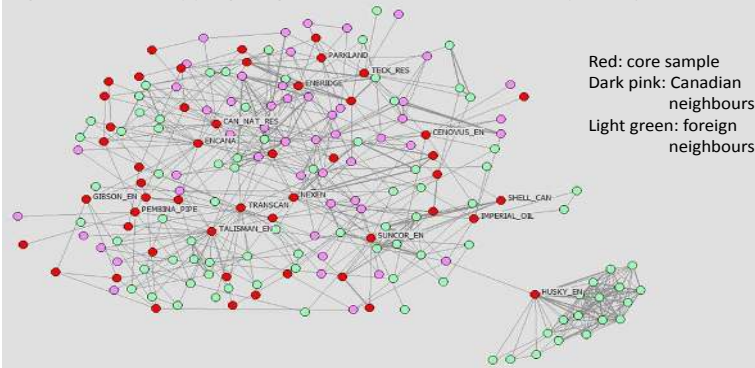 PARKLAND
TECK_RES
ENBRIDGE
CAN_NAT_RES
CENOVUS_EN
ENCANA
GIBSON_EN
NEXEN
SHELL_CAN
PEMBINA_PIPE
TRANSCAN
IMPERIAL_OIL
TALISMAN_EN
SUNCOR_EN
HUSKY_EN
Red: core sample
Dark pink: Canadian
neighbours
Light green: foreign
neighbours